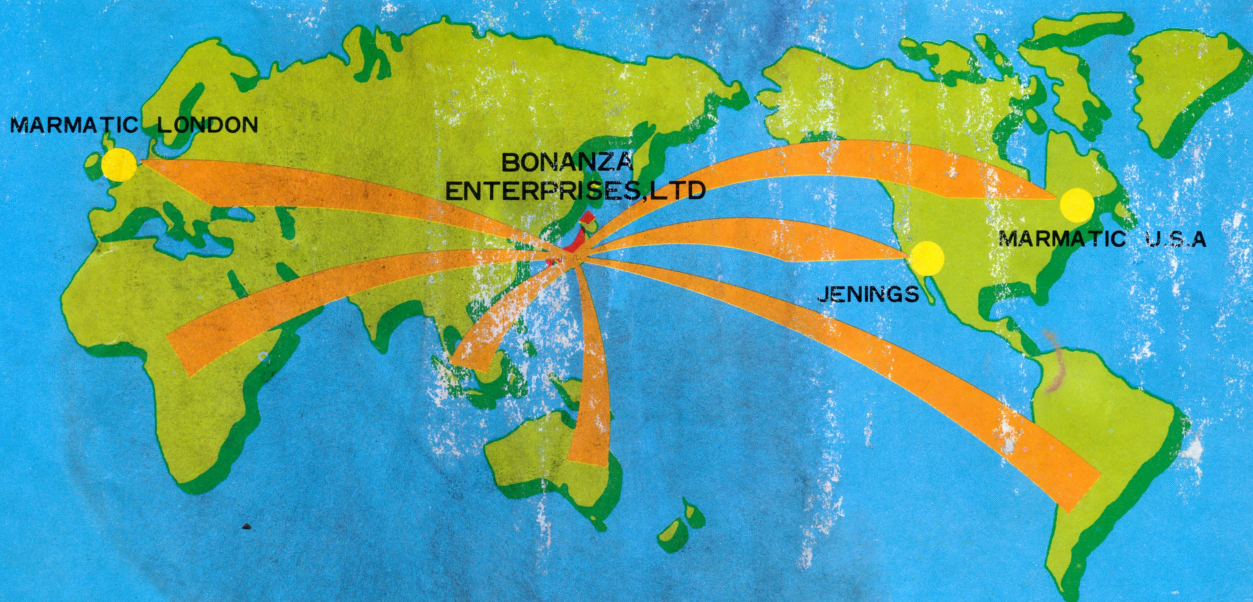 MARMATIC LONDON
BONANZA
ENTERPRISES,LTD
MARMATIC U.S.A
JENINGS